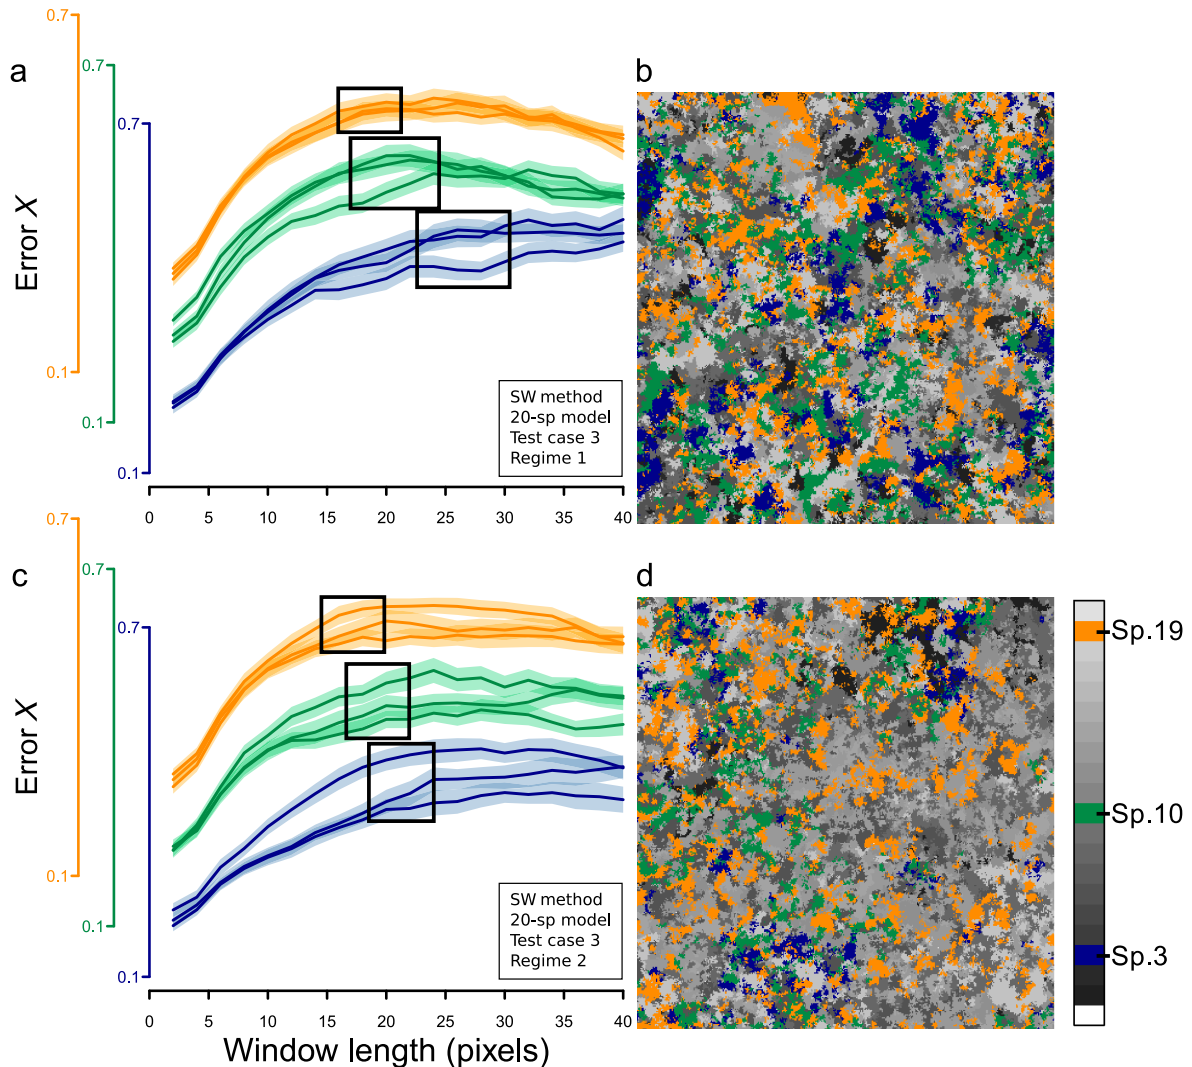 a
b
0.7
0.7
0.7
Error X
0.1
0.1
0.1
SW method
20-sp model
Test case 3
Regime 1
0 5 10 15 20 25 30 35 40
c
d
0.7
0.7
0.7
Error X
0.1
0.1
0.1
SW method
20-sp model
Test case 3
Regime 2
0 5 10 15 20 25 30 35 40
Window length (pixels)
Sp.19
Sp.10
Sp.3